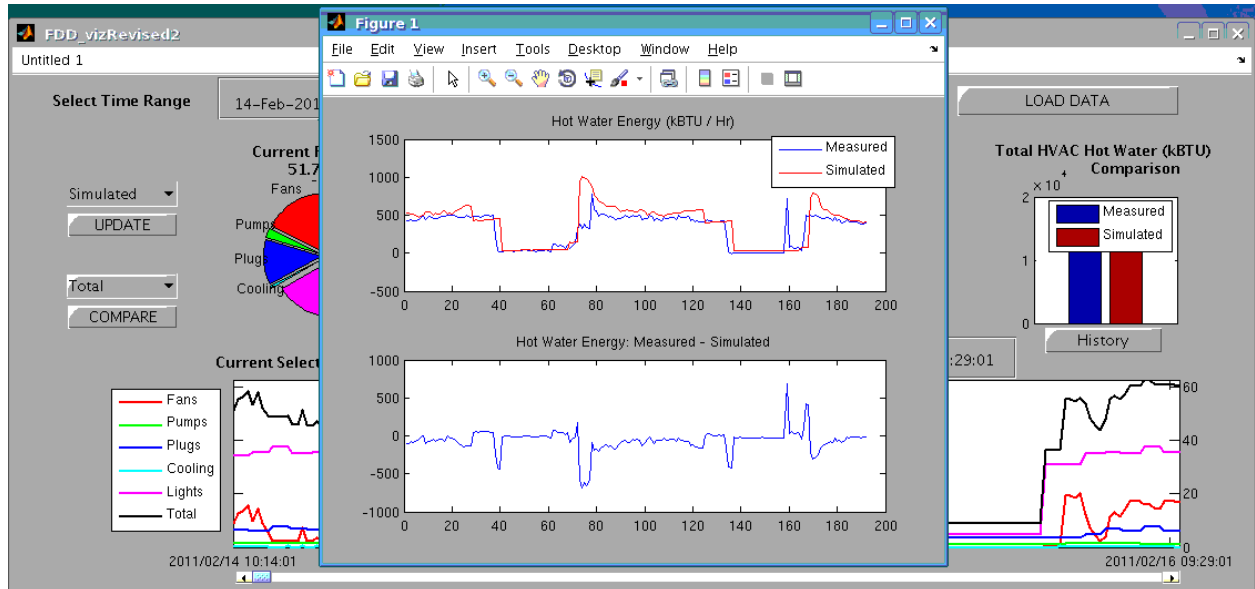 FDD_vizRevised2
Untitled 1
Select Time Range
14-Feb-201
Current
51.7
Fans
Pumps
Plugs
Cooling
Simulated
UPDATE
Total
COMPARE
Current Select
Fans
Pumps
Plugs
Cooling
Lights
Total
2011/02/14 10:14:01
Figure 1
File Edit View Insert Tools Desktop Window Help
Hot Water Energy (kBTU / Hr)
1500
1000
500
0
-500
0 20 40 60 80 100 120 140 160 180 200
Measured
Simulated
Hot Water Energy: Measured - Simulated
1000
500
0
-500
-1000
0 20 40 60 80 100 120 140 160 180 200
LOAD DATA
Total HVAC Hot Water (kBTU)
Comparison
× 10 4
2
1
0
Measured
Simulated
History
:29:01
60
40
20
0
2011/02/16 09:29:01